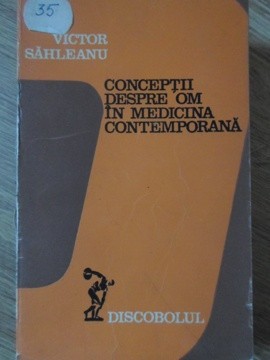 35
VICTOR
SĂHLEANU
CONCEPȚII
DESPRE OM
ÎN MEDICINA
CONTEMPORANĂ
DISCOBOLUL